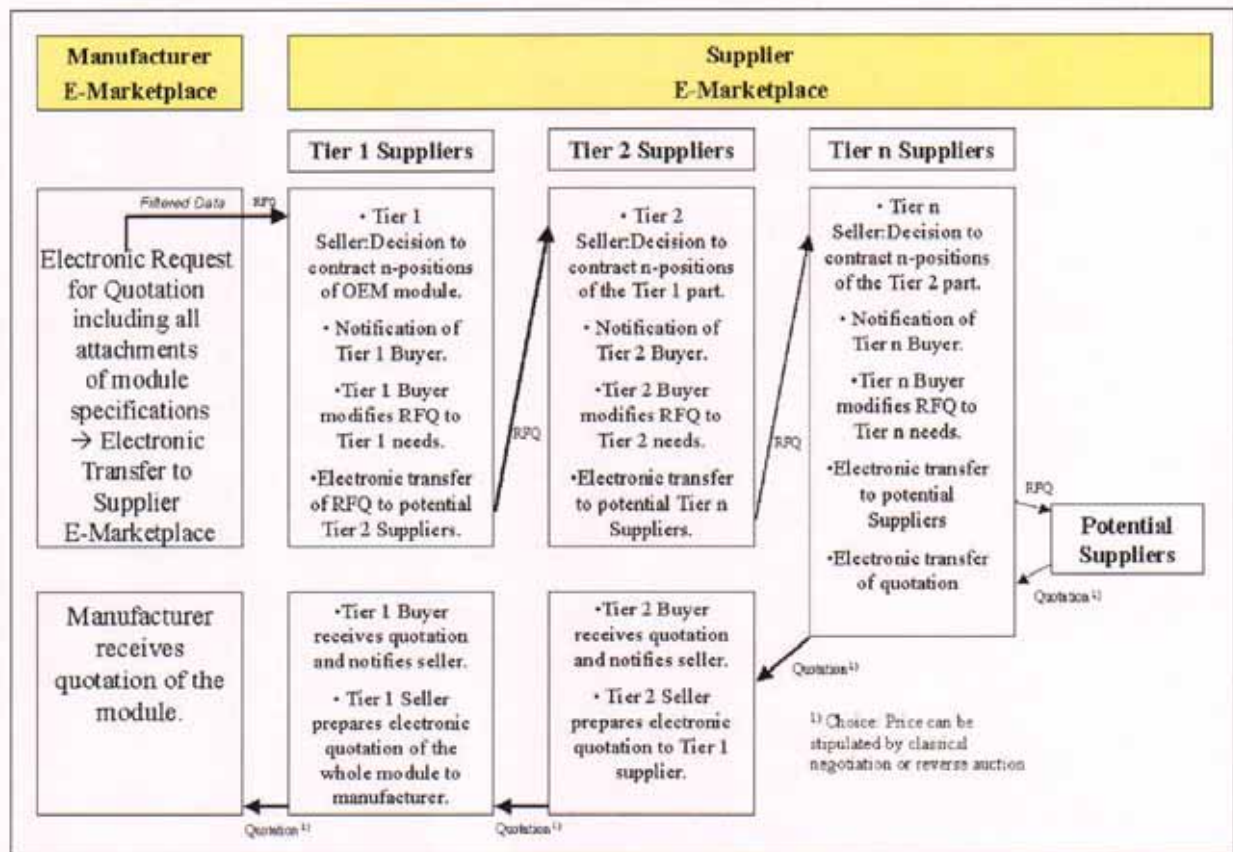 Manufacturer
E-Marketplace
Supplier
E-Marketplace
Tier 1 Suppliers
Tier 2 Suppliers
Tier n Suppliers
Filtered Data
RFQ
Electronic Request
for Quotation
including all
attachments
of module
specifications
→ Electronic
Transfer to
Supplier
E-Marketplace
• Tier 1
Seller:Decision to
contract n-positions
of OEM module.
• Notification of
Tier 1 Buyer.
•Tier 1 Buyer
modifies RFQ to
Tier 1 needs.
•Electronic transfer
of RFQ to potential
Tier 2 Suppliers.
RFQ
• Tier 2
Seller:Decision to
contract n-positions
of the Tier 1 part.
• Notification of
Tier 2 Buyer.
•Tier 2 Buyer
modifies RFQ to
Tier 2 needs.
•Electronic transfer
to potential Tier n
Suppliers.
RFQ
• Tier n
Seller:Decision to
contract n-positions
of the Tier 2 part.
• Notification of
Tier n Buyer.
•Tier n Buyer
modifies RFQ to
Tier n needs.
•Electronic transfer
to potential
Suppliers
•Electronic transfer
of quotation
RFQ
Potential
Suppliers
Quotation 1)
Manufacturer
receives
quotation of the
module.
•Tier 1 Buyer
receives quotation
and notifies seller.
• Tier 1 Seller
prepares electronic
quotation of the
whole module to
manufacturer.
• Tier 2 Buyer
receives quotation
and notifies seller.
• Tier 2 Seller
prepares electronic
quotation to Tier 1
supplier.
Quotation 1)
1) Choice: Price can be
stipulated by classical
negotiation or reverse auction
Quotation 1)
Quotation 1)